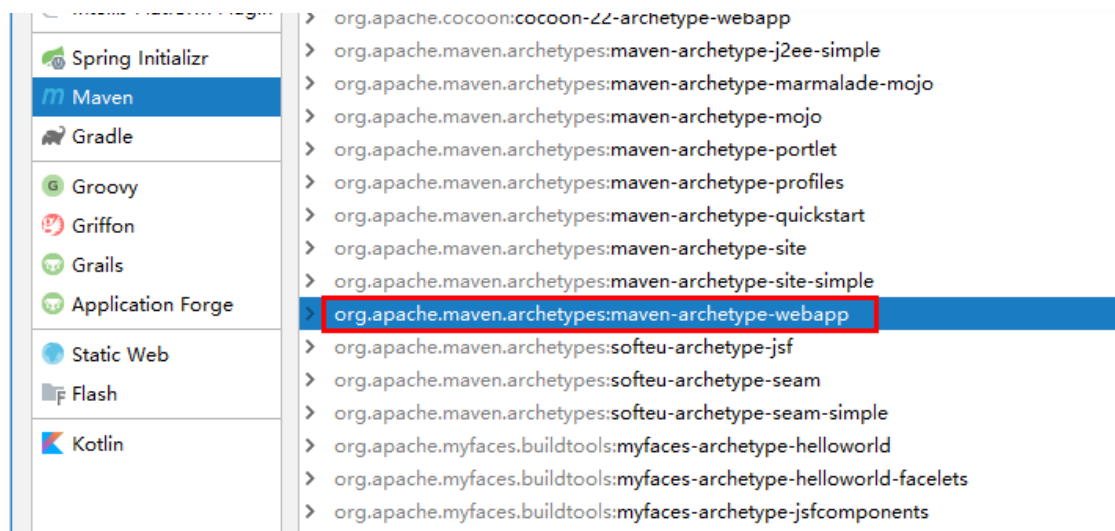 Spring Initializr
Maven
Gradle
G Groovy
Griffon
Grails
Application Forge
Static Web
Flash
Kotlin
org.apache.cocoon:cocoon-22-archetype-webapp
org.apache.maven.archetypes:maven-archetype-j2ee-simple
org.apache.maven.archetypes:maven-archetype-marmalade-mojo
org.apache.maven.archetypes:maven-archetype-mojo
org.apache.maven.archetypes:maven-archetype-portlet
org.apache.maven.archetypes:maven-archetype-profiles
org.apache.maven.archetypes:maven-archetype-quickstart
org.apache.maven.archetypes:maven-archetype-site
org.apache.maven.archetypes:maven-archetype-site-simple
org.apache.maven.archetypes:maven-archetype-webapp
org.apache.maven.archetypes:softeu-archetype-jsf
org.apache.maven.archetypes:softeu-archetype-seam
org.apache.maven.archetypes:softeu-archetype-seam-simple
org.apache.myfaces.buildtools:myfaces-archetype-helloworld
org.apache.myfaces.buildtools:myfaces-archetype-helloworld-facelets
org.apache.myfaces.buildtools:myfaces-archetype-jsfcomponents